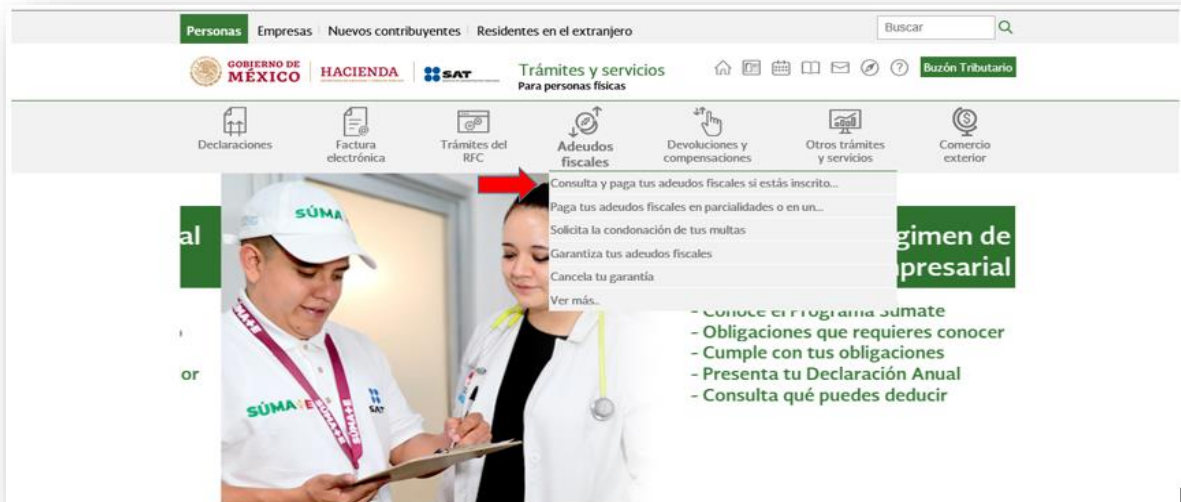 Personas Empresas Nuevos contribuyentes Residentes en el extranjero
Buscar
GOBIERNO DE
MÉXICO
HACIENDA
SAT
Trámites y servicios
Para personas físicas
Buzón Tributario
Declaraciones
Factura
electrónica
Trámites del
RFC
Adeudos
fiscales
Devoluciones y
compensaciones
Otros trámites
y servicios
Comercio
exterior
Consulta y paga tus adeudos fiscales si estás inscrito...
Paga tus adeudos fiscales en parcialidades o en un...
Solicita la condonación de tus multas
Garantiza tus adeudos fiscales
Cancela tu garantía
Ver más..
al
or
SÚMA
SÚMATE
SAT
SÚMATE
gimen de
presarial
- Conoce el Programa Súmate
- Obligaciones que requieres conocer
- Cumple con tus obligaciones
- Presenta tu Declaración Anual
- Consulta qué puedes deducir